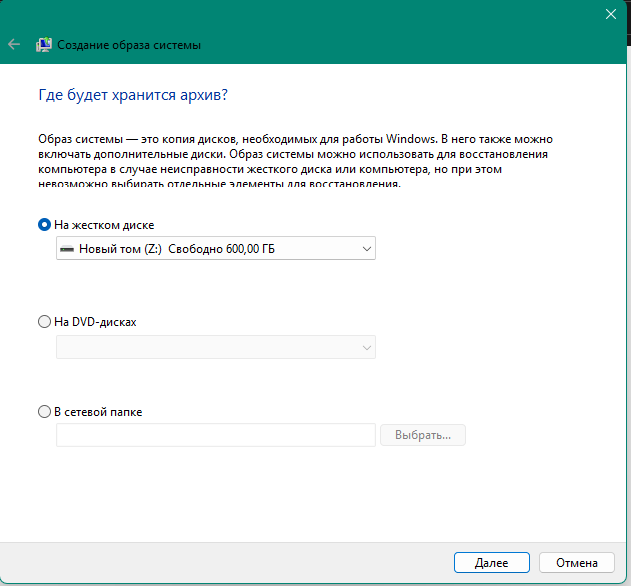 Создание образа системы
Где будет хранится архив?
Образ системы — это копия дисков, необходимых для работы Windows. В него также можно
включать дополнительные диски. Образ системы можно использовать для восстановления
компьютера в случае неисправности жесткого диска или компьютера, но при этом
невозможно выбирать отдельные элементы для восстановления.
На жестком диске
Новый том (Z:) Свободно 600,00 ГБ
На DVD-дисках
В сетевой папке
Выбрать...
Далее
Отмена